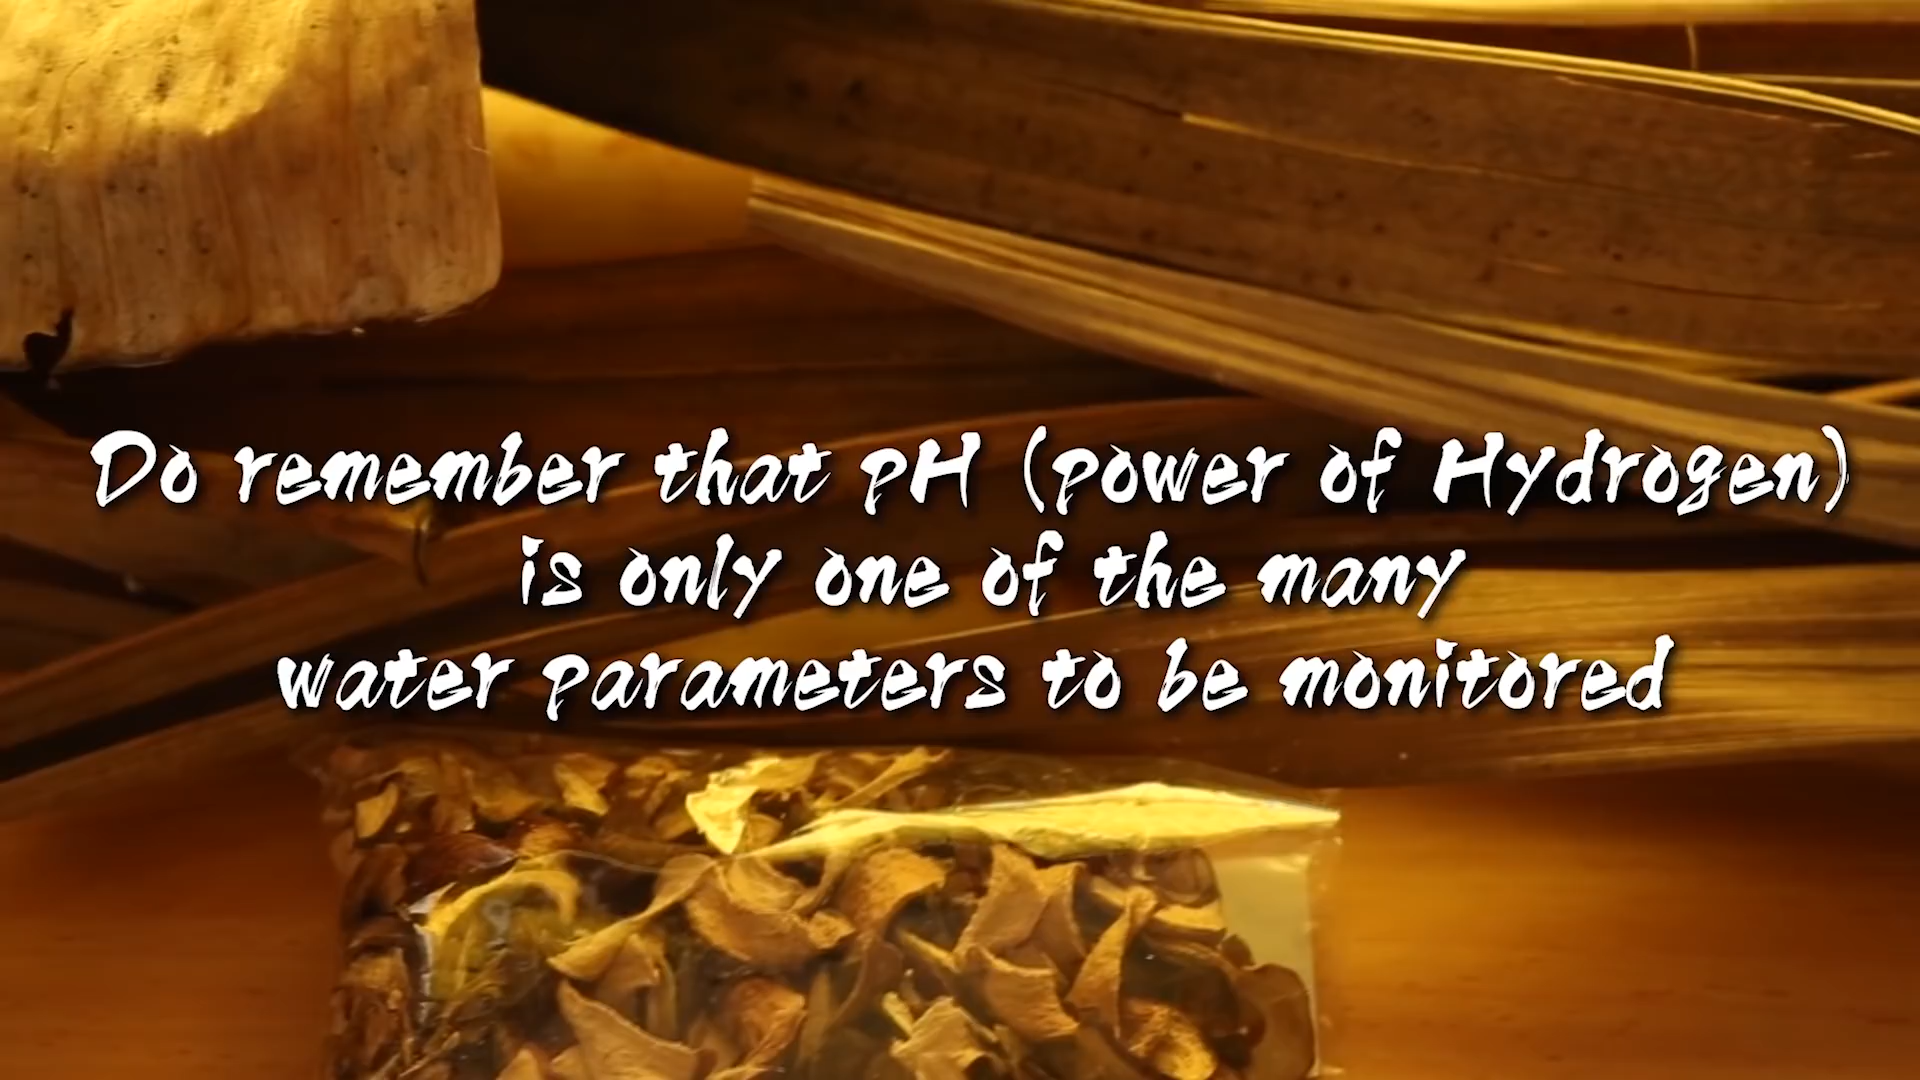 Do remember that pH (power of Hydrogen)
is only one of the many
water parameters to be monitored